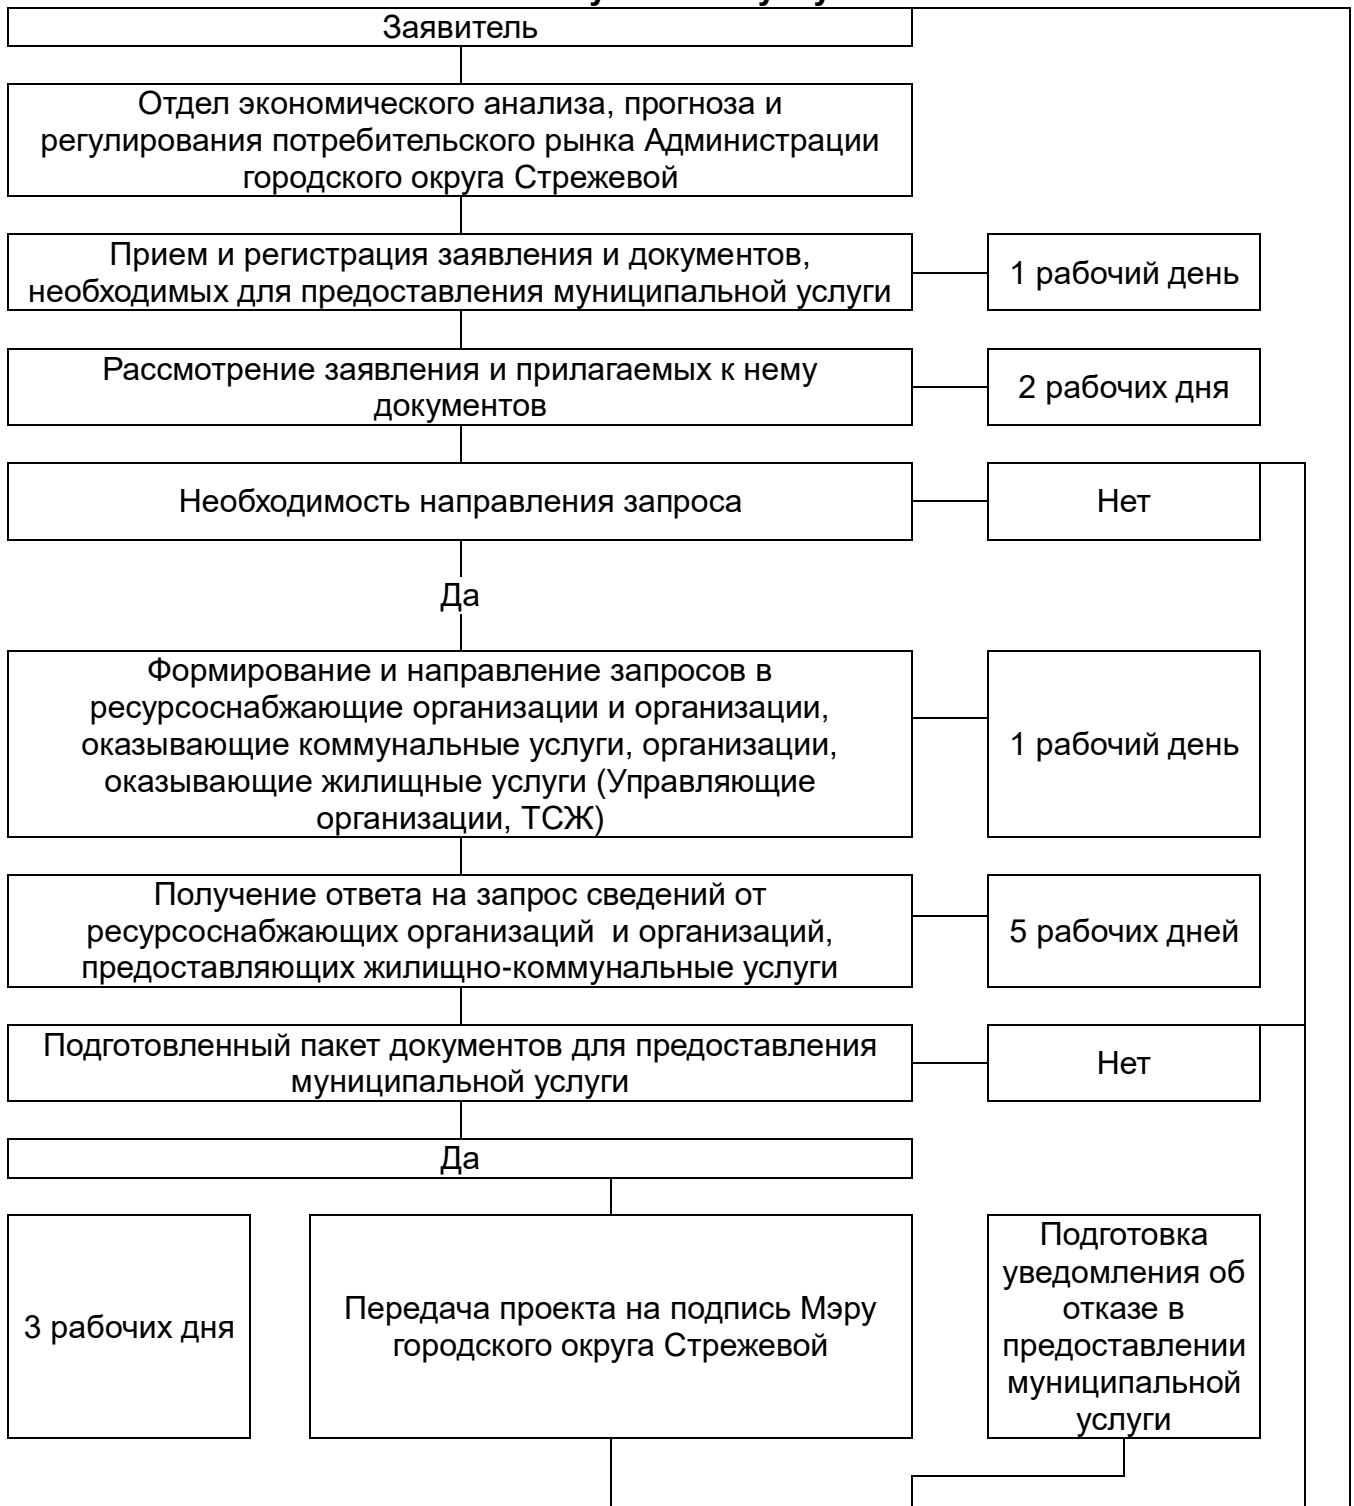 Заявитель
Отдел экономического анализа, прогноза и
регулирования потребительского рынка Администрации
городского округа Стрежевой
Прием и регистрация заявления и документов,
необходимых для предоставления муниципальной услуги
1 рабочий день
Рассмотрение заявления и прилагаемых к нему
документов
2 рабочих дня
Необходимость направления запроса
Нет
Да
Формирование и направление запросов в
ресурсоснабжающие организации и организации,
оказывающие коммунальные услуги, организации,
оказывающие жилищные услуги (Управляющие
организации, ТСЖ)
1 рабочий день
Получение ответа на запрос сведений от
ресурсоснабжающих организаций  и организаций,
предоставляющих жилищно-коммунальные услуги
5 рабочих дней
Подготовленный пакет документов для предоставления
муниципальной услуги
Нет
Да
3 рабочих дня
Передача проекта на подпись Мэру
городского округа Стрежевой
Подготовка
уведомления об
отказе в
предоставлении
муниципальной
услуги